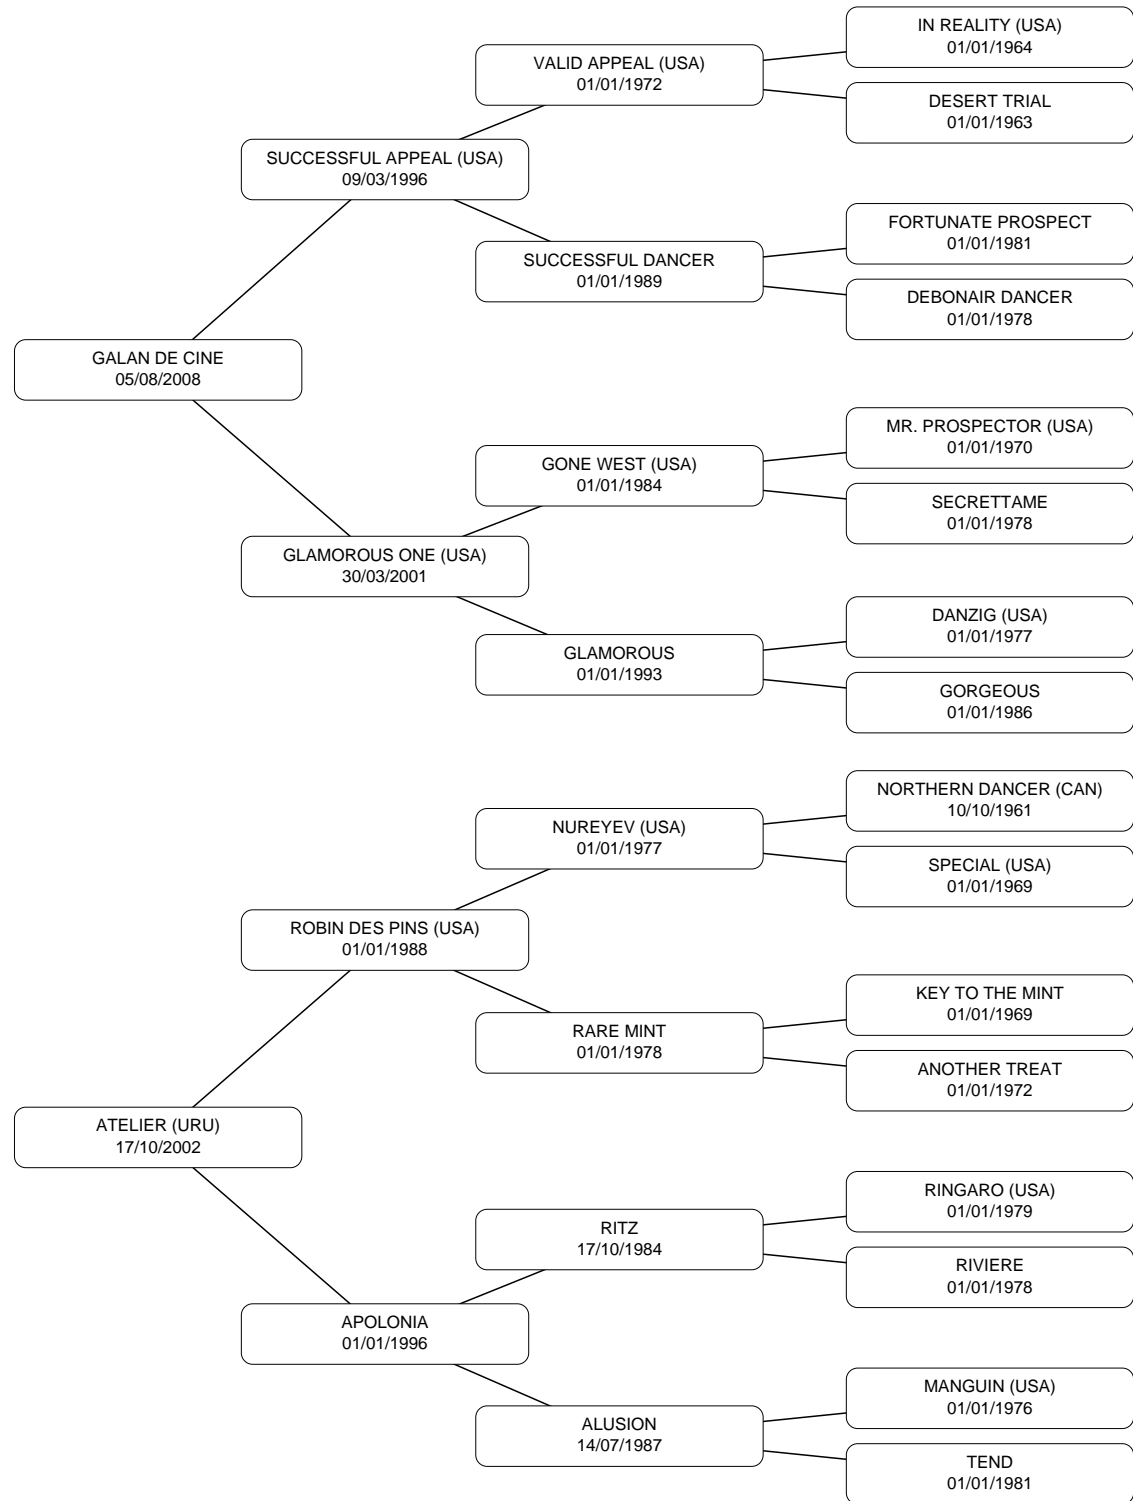 IN REALITY (USA)
01/01/1964
VALID APPEAL (USA)
01/01/1972
DESERT TRIAL
01/01/1963
SUCCESSFUL APPEAL (USA)
09/03/1996
FORTUNATE PROSPECT
01/01/1981
SUCCESSFUL DANCER
01/01/1989
DEBONAIR DANCER
01/01/1978
GALAN DE CINE
05/08/2008
MR. PROSPECTOR (USA)
01/01/1970
GONE WEST (USA)
01/01/1984
SECRETTAME
01/01/1978
GLAMOROUS ONE (USA)
30/03/2001
DANZIG (USA)
01/01/1977
GLAMOROUS
01/01/1993
GORGEOUS
01/01/1986
NORTHERN DANCER (CAN)
10/10/1961
NUREYEV (USA)
01/01/1977
SPECIAL (USA)
01/01/1969
ROBIN DES PINS (USA)
01/01/1988
KEY TO THE MINT
01/01/1969
RARE MINT
01/01/1978
ANOTHER TREAT
01/01/1972
ATELIER (URU)
17/10/2002
RINGARO (USA)
01/01/1979
RITZ
17/10/1984
RIVIERE
01/01/1978
APOLONIA
01/01/1996
MANGUIN (USA)
01/01/1976
ALUSION
14/07/1987
TEND
01/01/1981